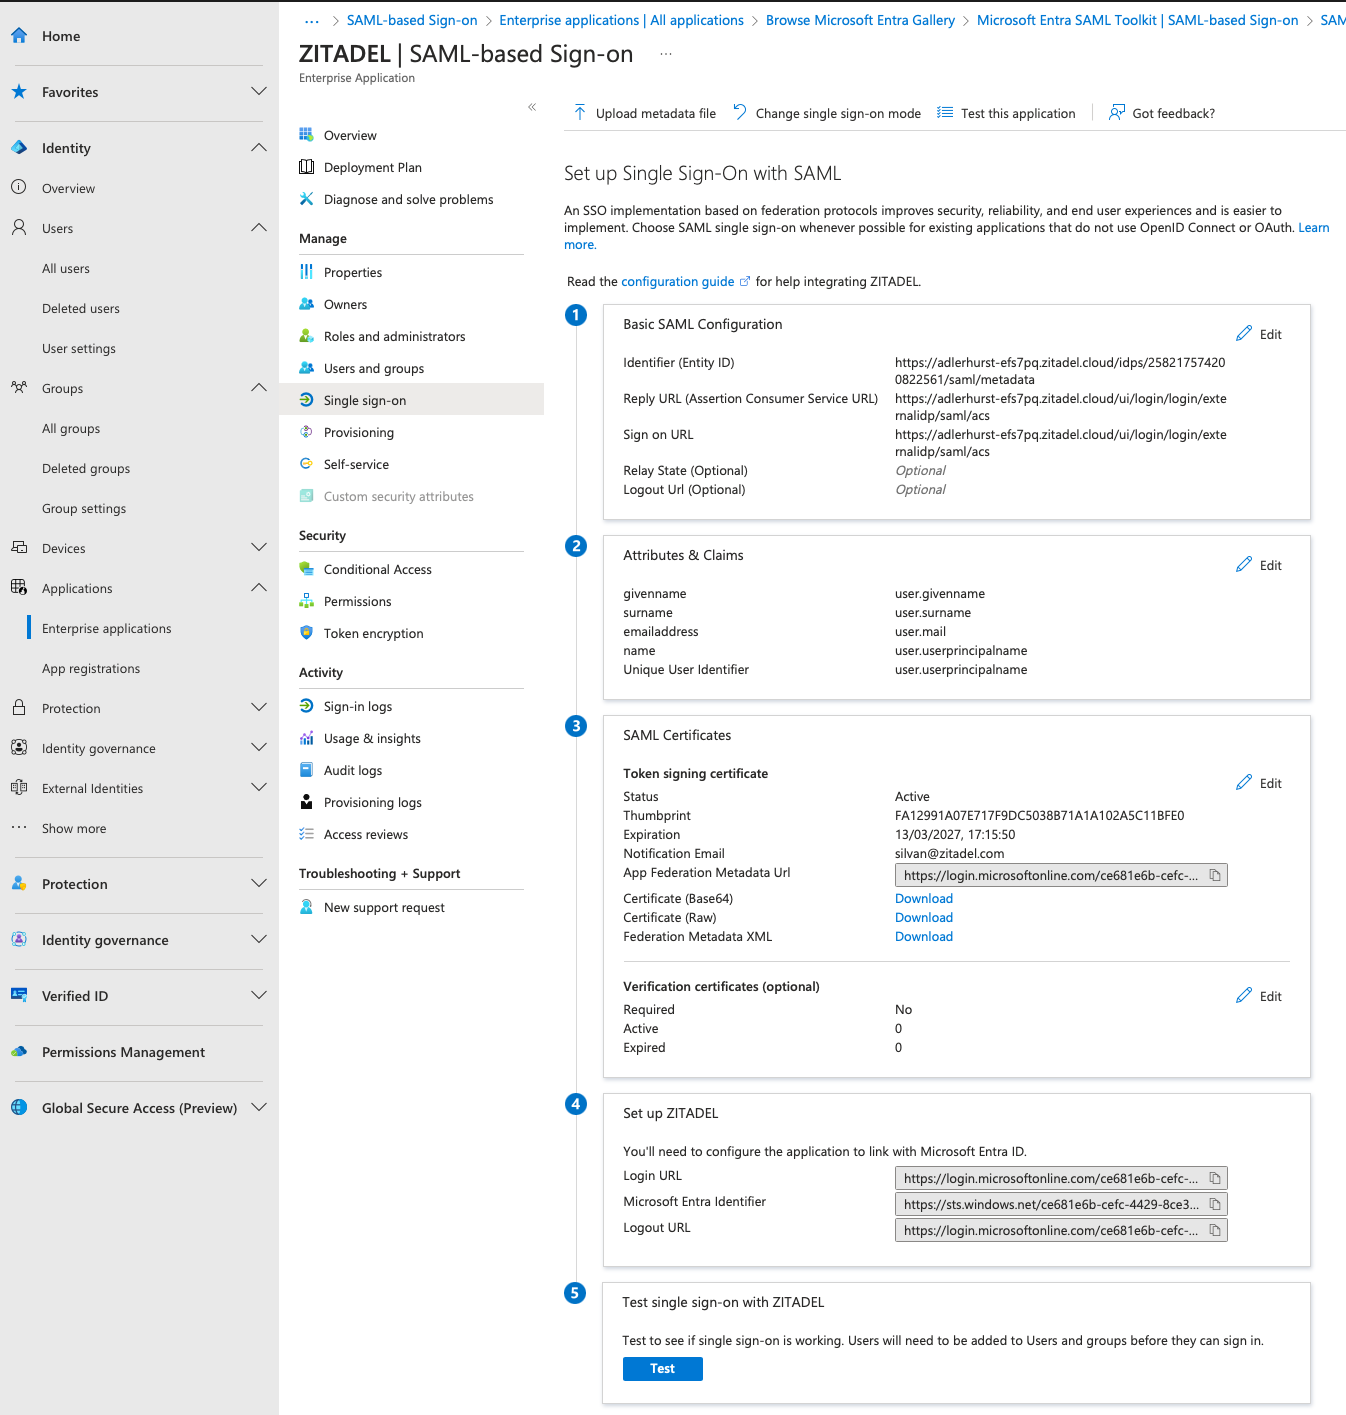 Home
Favorites
Identity
Overview
Users
All users
Deleted users
User settings
Groups
All groups
Deleted groups
Group settings
Devices
Applications
Enterprise applications
App registrations
Protection
Identity governance
External Identities
Show more
Protection
Identity governance
Verified ID
Permissions Management
Global Secure Access (Preview)
... > SAML-based Sign-on > Enterprise applications | All applications > Browse Microsoft Entra Gallery > Microsoft Entra SAML Toolkit | SAML-based Sign-on > SAM
ZITADEL | SAML-based Sign-on ...
Enterprise Application
«
Overview
Deployment Plan
Diagnose and solve problems
Manage
Properties
Owners
Roles and administrators
Users and groups
Single sign-on
Provisioning
Self-service
Custom security attributes
Security
Conditional Access
Permissions
Token encryption
Activity
Sign-in logs
Usage & insights
Audit logs
Provisioning logs
Access reviews
Troubleshooting + Support
New support request
Upload metadata file Change single sign-on mode Test this application Got feedback?
Set up Single Sign-On with SAML
An SSO implementation based on federation protocols improves security, reliability, and end user experiences and is easier to
implement. Choose SAML single sign-on whenever possible for existing applications that do not use OpenID Connect or OAuth. Learn
more.
Read the configuration guide for help integrating ZITADEL.
1
Basic SAML Configuration
Edit
Identifier (Entity ID) https://adlerhurst-efs7pq.zitadel.cloud/idps/25821757420
0822561/saml/metadata
Reply URL (Assertion Consumer Service URL) https://adlerhurst-efs7pq.zitadel.cloud/ui/login/login/exte
rnalidp/saml/acs
Sign on URL https://adlerhurst-efs7pq.zitadel.cloud/ui/login/login/exte
rnalidp/saml/acs
Relay State (Optional) Optional
Logout Url (Optional) Optional
2
Attributes & Claims
Edit
givenname user.givenname
surname user.surname
emailaddress user.mail
name user.userprincipalname
Unique User Identifier user.userprincipalname
3
SAML Certificates
Token signing certificate
Edit
Status Active
Thumbprint FA12991A07E717F9DC5038B71A1A102A5C11BFE0
Expiration 13/03/2027, 17:15:50
Notification Email silvan@zitadel.com
App Federation Metadata Url https://login.microsoftonline.com/ce681e6b-cefc-...
Certificate (Base64) Download
Certificate (Raw) Download
Federation Metadata XML Download
Verification certificates (optional)
Edit
Required No
Active 0
Expired 0
4
Set up ZITADEL
You'll need to configure the application to link with Microsoft Entra ID.
Login URL https://login.microsoftonline.com/ce681e6b-cefc-...
Microsoft Entra Identifier https://sts.windows.net/ce681e6b-cefc-4429-8ce3...
Logout URL https://login.microsoftonline.com/ce681e6b-cefc-...
5
Test single sign-on with ZITADEL
Test to see if single sign-on is working. Users will need to be added to Users and groups before they can sign in.
Test